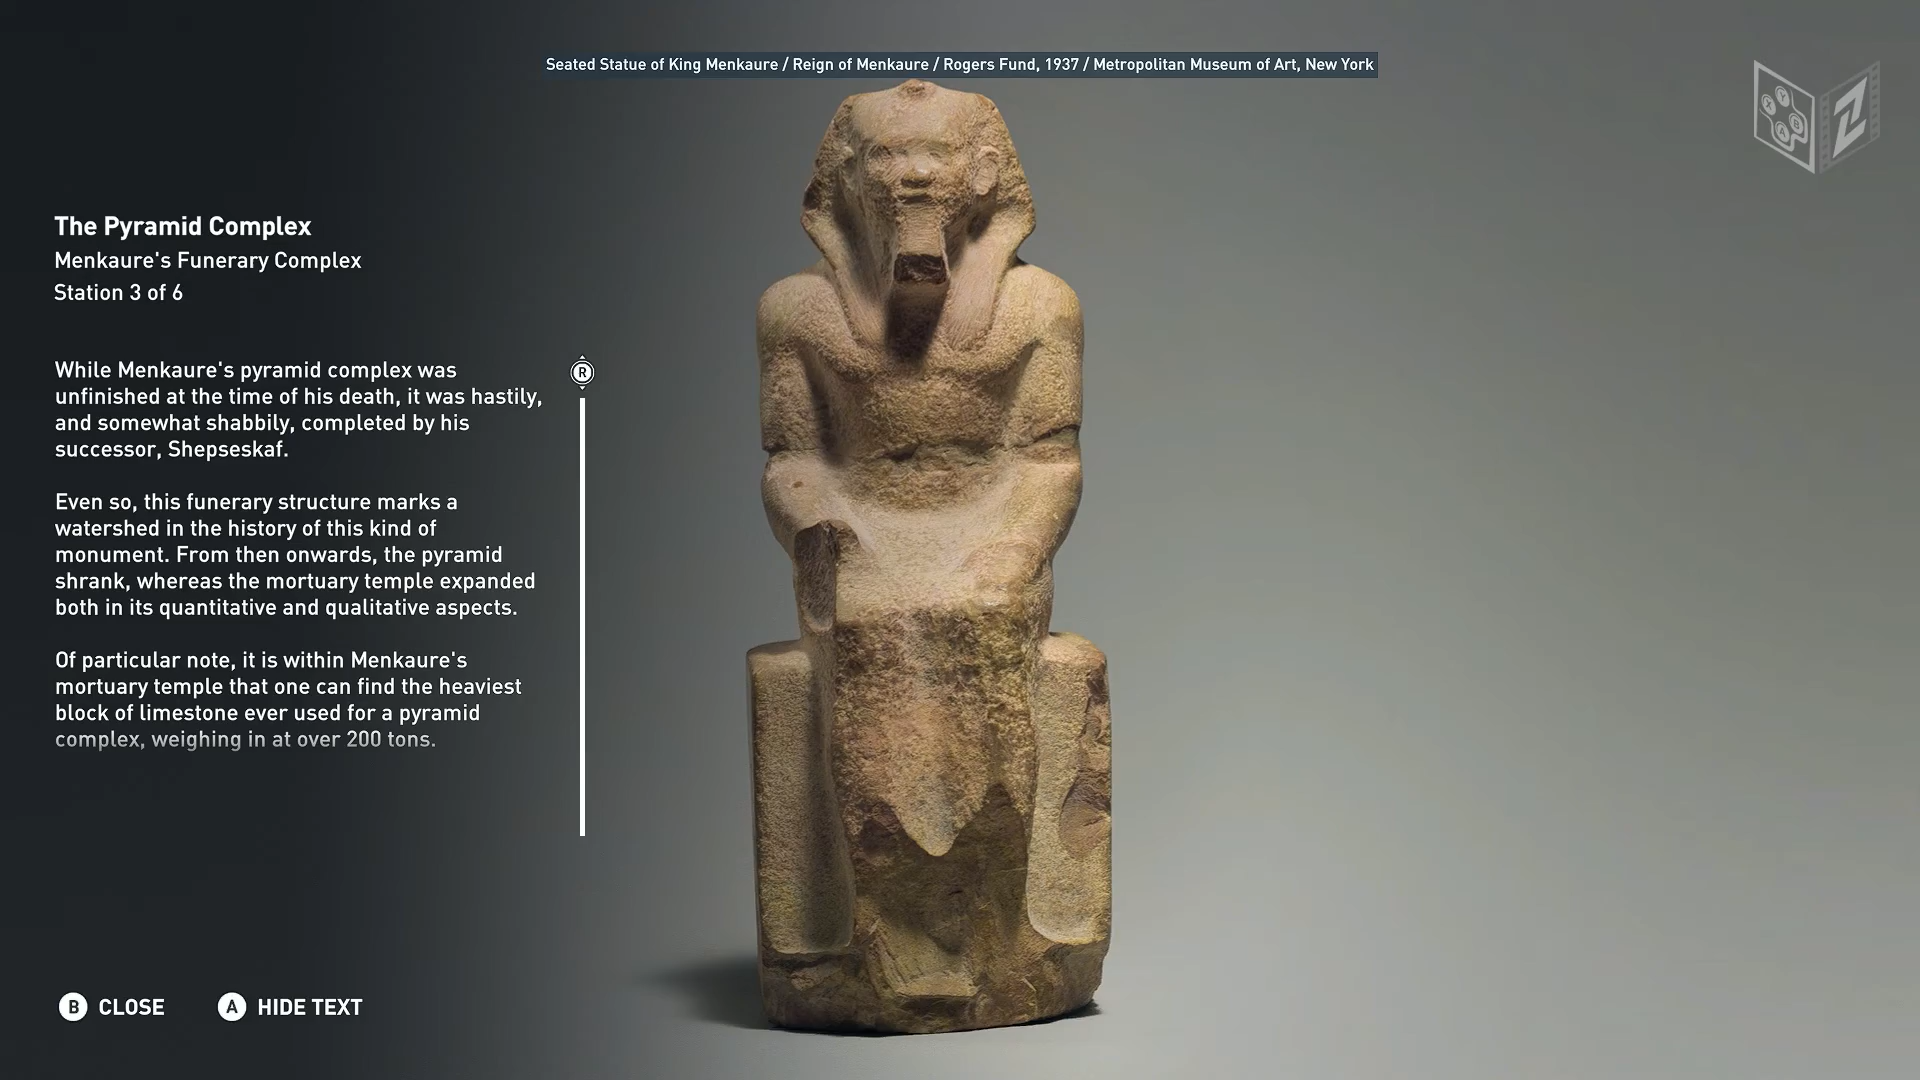 Seated Statue of King Menkaure / Reign of Menkaure / Rogers Fund, 1937 / Metropolitan Museum of Art, New York
X Y
A B
The Pyramid Complex
Menkaure's Funerary Complex
Station 3 of 6
While Menkaure's pyramid complex was
unfinished at the time of his death, it was hastily,
and somewhat shabbily, completed by his
successor, Shepseskaf.
Even so, this funerary structure marks a
watershed in the history of this kind of
monument. From then onwards, the pyramid
shrank, whereas the mortuary temple expanded
both in its quantitative and qualitative aspects.
Of particular note, it is within Menkaure's
mortuary temple that one can find the heaviest
block of limestone ever used for a pyramid
complex, weighing in at over 200 tons.
R
B CLOSE A HIDE TEXT